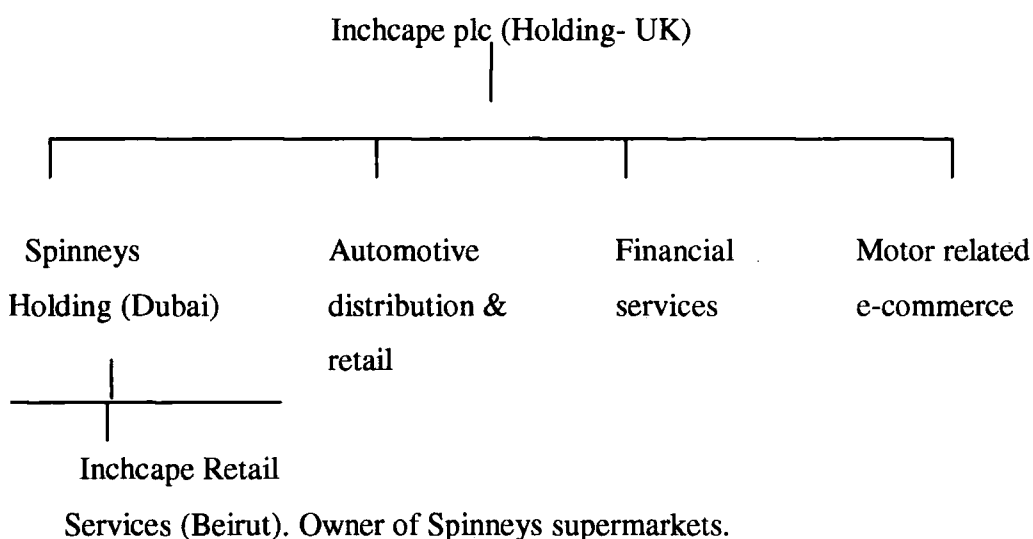 Inchcape plc (Holding- UK)
Spinneys
Holding (Dubai)
Automotive
distribution &
retail
Financial
services
Motor related
e-commerce
Inchcape Retail
Services (Beirut). Owner of Spinneys supermarkets.